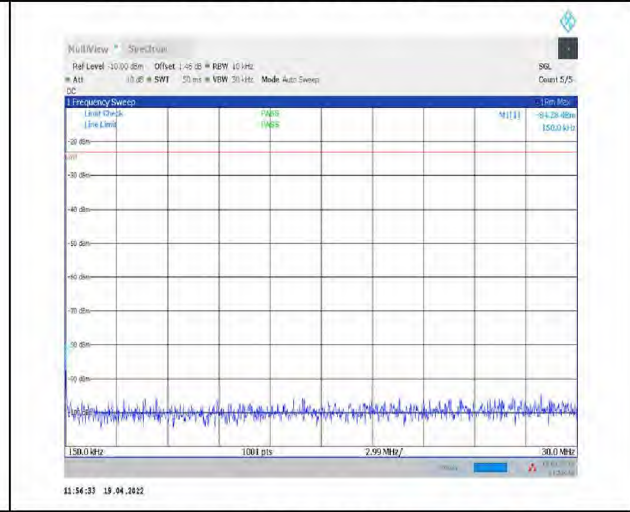 MultiView Spectrum
Ref Level -10.00 dBm Offset 1.46 dB RBW 10 kHz SGL
Att 10 dB SWT 50 ms VBW 30 kHz Mode Auto Sweep Count 5/5
DC
1 Frequency Sweep 1Rm Max
Limit Check PASS M1[1] -84.28 dBm
Line Limit PASS 150.0 kHz
-20 dBm
-30 dBm
-40 dBm
-50 dBm
-60 dBm
-70 dBm
-80 dBm
-90 dBm
150.0 kHz 1001 pts 2.99 MHz/ 30.0 MHz
11:56:33 19.04.2022